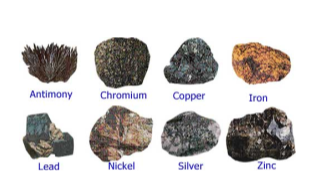 Antimony Chromium Copper Iron
Lead Nickel Silver Zinc